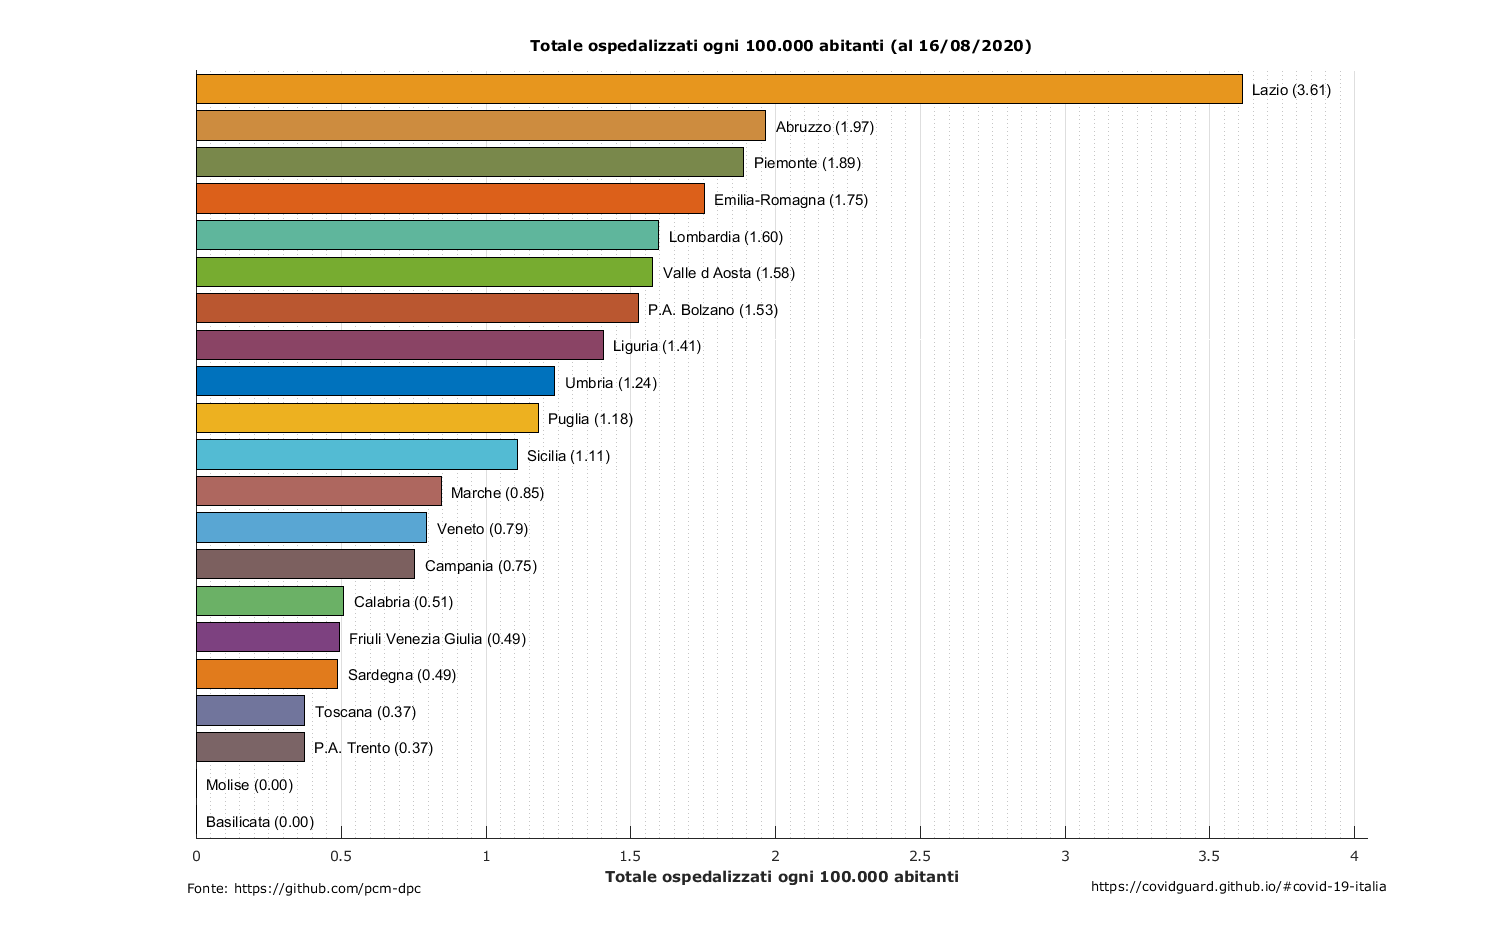 Totale ospedalizzati ogni 100.000 abitanti (al 16/08/2020)
Lazio (3.61)
Abruzzo (1.97)
Piemonte (1.89)
Emilia-Romagna (1.75)
Lombardia (1.60)
Valle d Aosta (1.58)
P.A. Bolzano (1.53)
Liguria (1.41)
Umbria (1.24)
Puglia (1.18)
Sicilia (1.11)
Marche (0.85)
Veneto (0.79)
Campania (0.75)
Calabria (0.51)
Friuli Venezia Giulia (0.49)
Sardegna (0.49)
Toscana (0.37)
P.A. Trento (0.37)
Molise (0.00)
Basilicata (0.00)
0 0.5 1 1.5 2 2.5 3 3.5 4
Totale ospedalizzati ogni 100.000 abitanti
Fonte: https://github.com/pcm-dpc
https://covidguard.github.io/#covid-19-italia